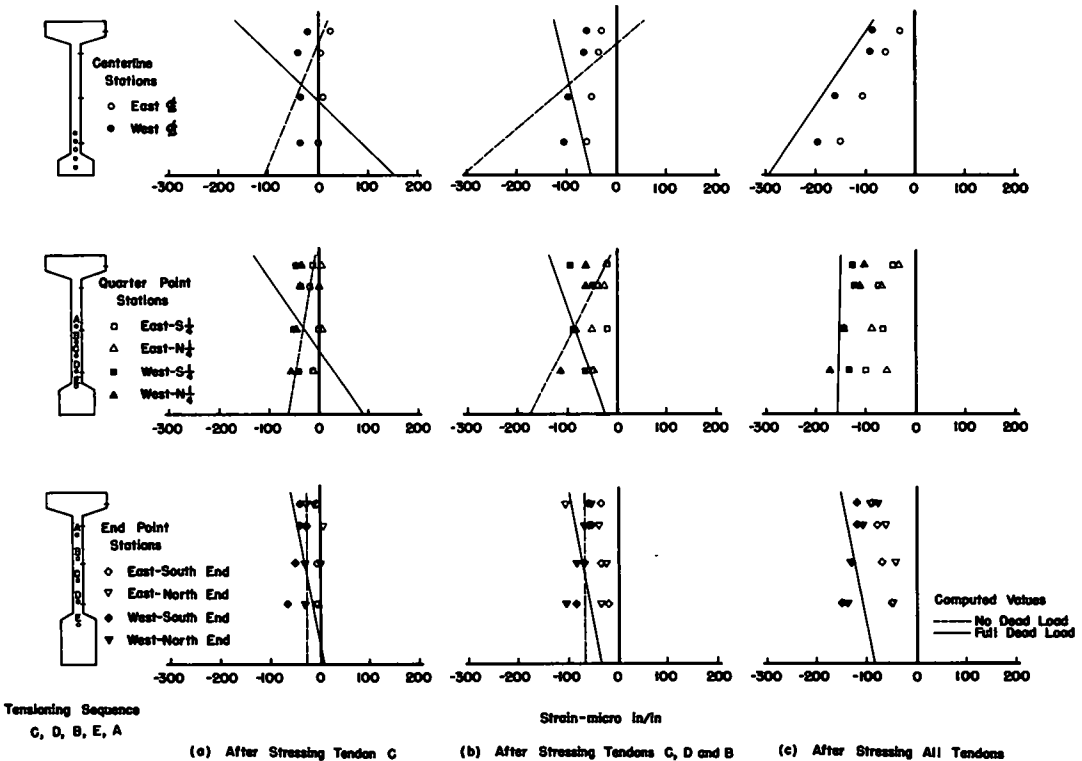 Centerline
Stations
East ℄
West ℄
-300 -200 -100 0 100 200
-300 -200 -100 0 100 200
-300 -200 -100 0 100 200
Quarter Point
Stations
East-S¼
East-N¼
West-S¼
West-N¼
A
B
C
D
E
-300 -200 -100 0 100 200
-300 -200 -100 0 100 200
-300 -200 -100 0 100 200
End Point
Stations
East-South End
East-North End
West-South End
West-North End
A
B
C
D
E
Computed Values
No Dead Load
Full Dead Load
-300 -200 -100 0 100 200
-300 -200 -100 0 100 200
-300 -200 -100 0 100 200
Tensioning Sequence
C, D, B, E, A
Strain-micro in/in
(a) After Stressing Tendon C
(b) After Stressing Tendons C, D and B
(c) After Stressing All Tendons